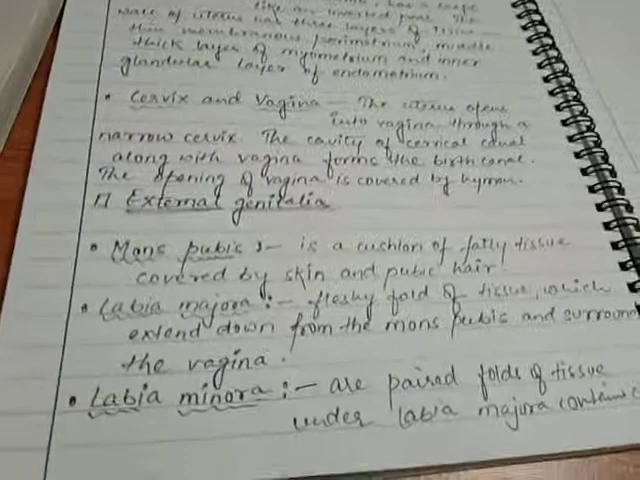 like an inverted pear. The
wall of uterus has three layers of tissue
thin membranous perimetrium middle
thick layer of myometrium and inner
glandular layer of endometrium.
• Cervix and Vagina - The uterus opens
into vagina through a
narrow cervix. The cavity of cervical canal
along with vagina forms the birth canal.
The opening of vagina is covered by hymen.
External genitalia
• Mons pubis :- is a cushion of fatty tissue
covered by skin and pubic hair.
• Labia majora :- fleshy fold of tissue, which
extend down from the mons pubis and surround
the vagina.
• Labia minora :- are paired folds of tissue
under labia majora